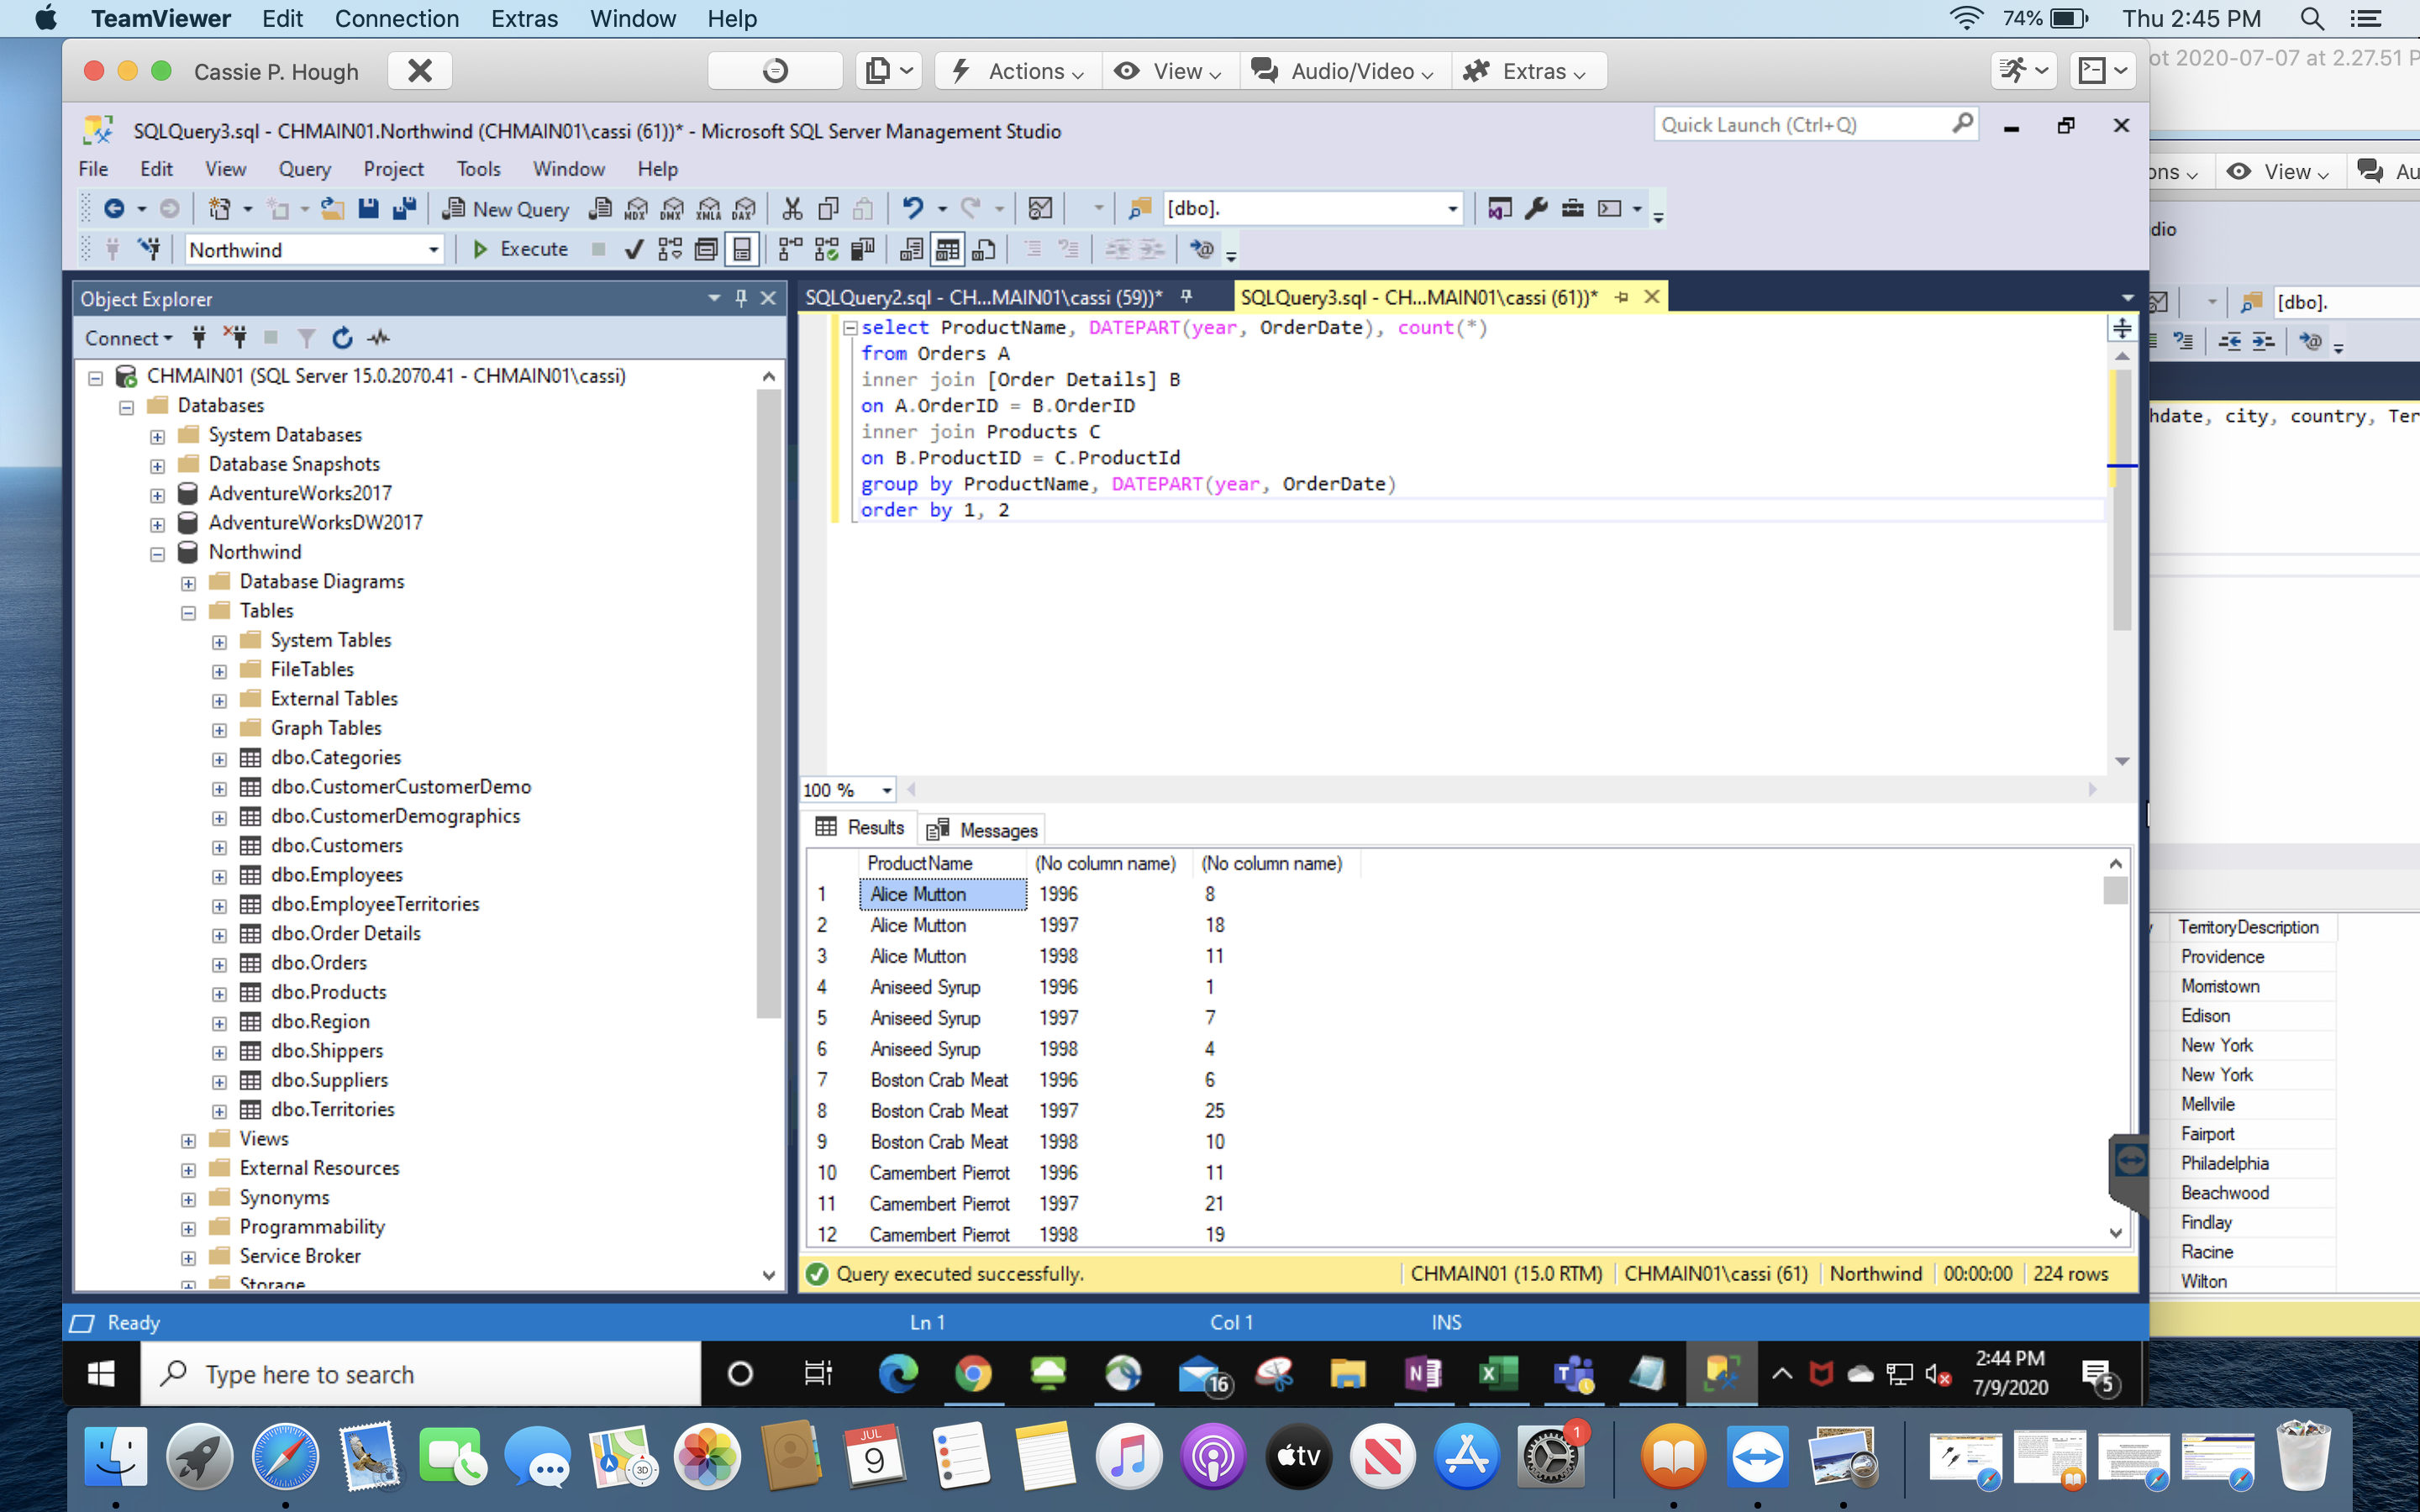 TeamViewer Edit Connection Extras Window Help 74% Thu 2:45 PM
Cassie P. Hough Actions View Audio/Video Extras
ot 2020-07-07 at 2.27.51 P
SQLQuery3.sql - CHMAIN01.Northwind (CHMAIN01\cassi (61))* - Microsoft SQL Server Management Studio
Quick Launch (Ctrl+Q)
File Edit View Query Project Tools Window Help
New Query MDX DMX XMLA DAX [dbo].
Northwind Execute
Object Explorer
Connect
CHMAIN01 (SQL Server 15.0.2070.41 - CHMAIN01\cassi)
Databases
System Databases
Database Snapshots
AdventureWorks2017
AdventureWorksDW2017
Northwind
Database Diagrams
Tables
System Tables
FileTables
External Tables
Graph Tables
dbo.Categories
dbo.CustomerCustomerDemo
dbo.CustomerDemographics
dbo.Customers
dbo.Employees
dbo.EmployeeTerritories
dbo.Order Details
dbo.Orders
dbo.Products
dbo.Region
dbo.Shippers
dbo.Suppliers
dbo.Territories
Views
External Resources
Synonyms
Programmability
Service Broker
Storage
SQLQuery2.sql - CH...MAIN01\cassi (59))* SQLQuery3.sql - CH...MAIN01\cassi (61))*
select ProductName, DATEPART(year, OrderDate), count(*)
from Orders A
inner join [Order Details] B
on A.OrderID = B.OrderID
inner join Products C
on B.ProductID = C.ProductId
group by ProductName, DATEPART(year, OrderDate)
order by 1, 2
100 %
Results Messages
ProductName (No column name) (No column name)
1 Alice Mutton 1996 8
2 Alice Mutton 1997 18
3 Alice Mutton 1998 11
4 Aniseed Syrup 1996 1
5 Aniseed Syrup 1997 7
6 Aniseed Syrup 1998 4
7 Boston Crab Meat 1996 6
8 Boston Crab Meat 1997 25
9 Boston Crab Meat 1998 10
10 Camembert Pierrot 1996 11
11 Camembert Pierrot 1997 21
12 Camembert Pierrot 1998 19
Query executed successfully. CHMAIN01 (15.0 RTM) CHMAIN01\cassi (61) Northwind 00:00:00 224 rows
Ready Ln 1 Col 1 INS
ons View Au
dio
[dbo].
hdate, city, country, Ter
TerritoryDescription
Providence
Morristown
Edison
New York
New York
Mellvile
Fairport
Philadelphia
Beachwood
Findlay
Racine
Wilton
Type here to search 16 2:44 PM
7/9/2020 5
JUL
9
3D
tv
1